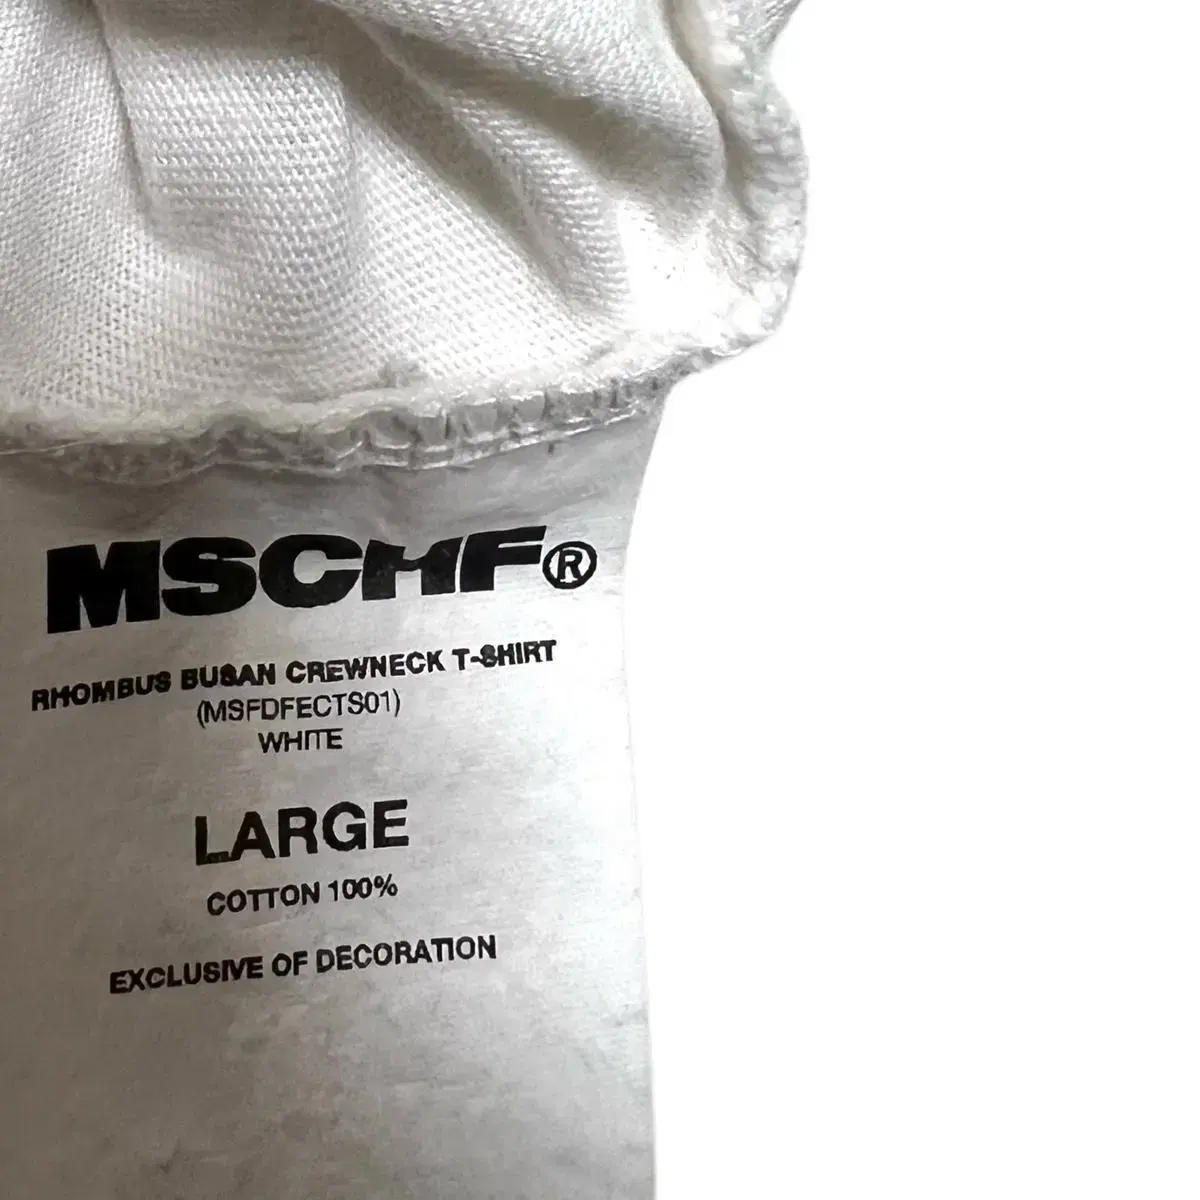 MSCHF®
RHOMBUS BUSAN CREWNECK T-SHIRT
(MSFDFECTS01)
WHITE
LARGE
COTTON 100%
EXCLUSIVE OF DECORATION